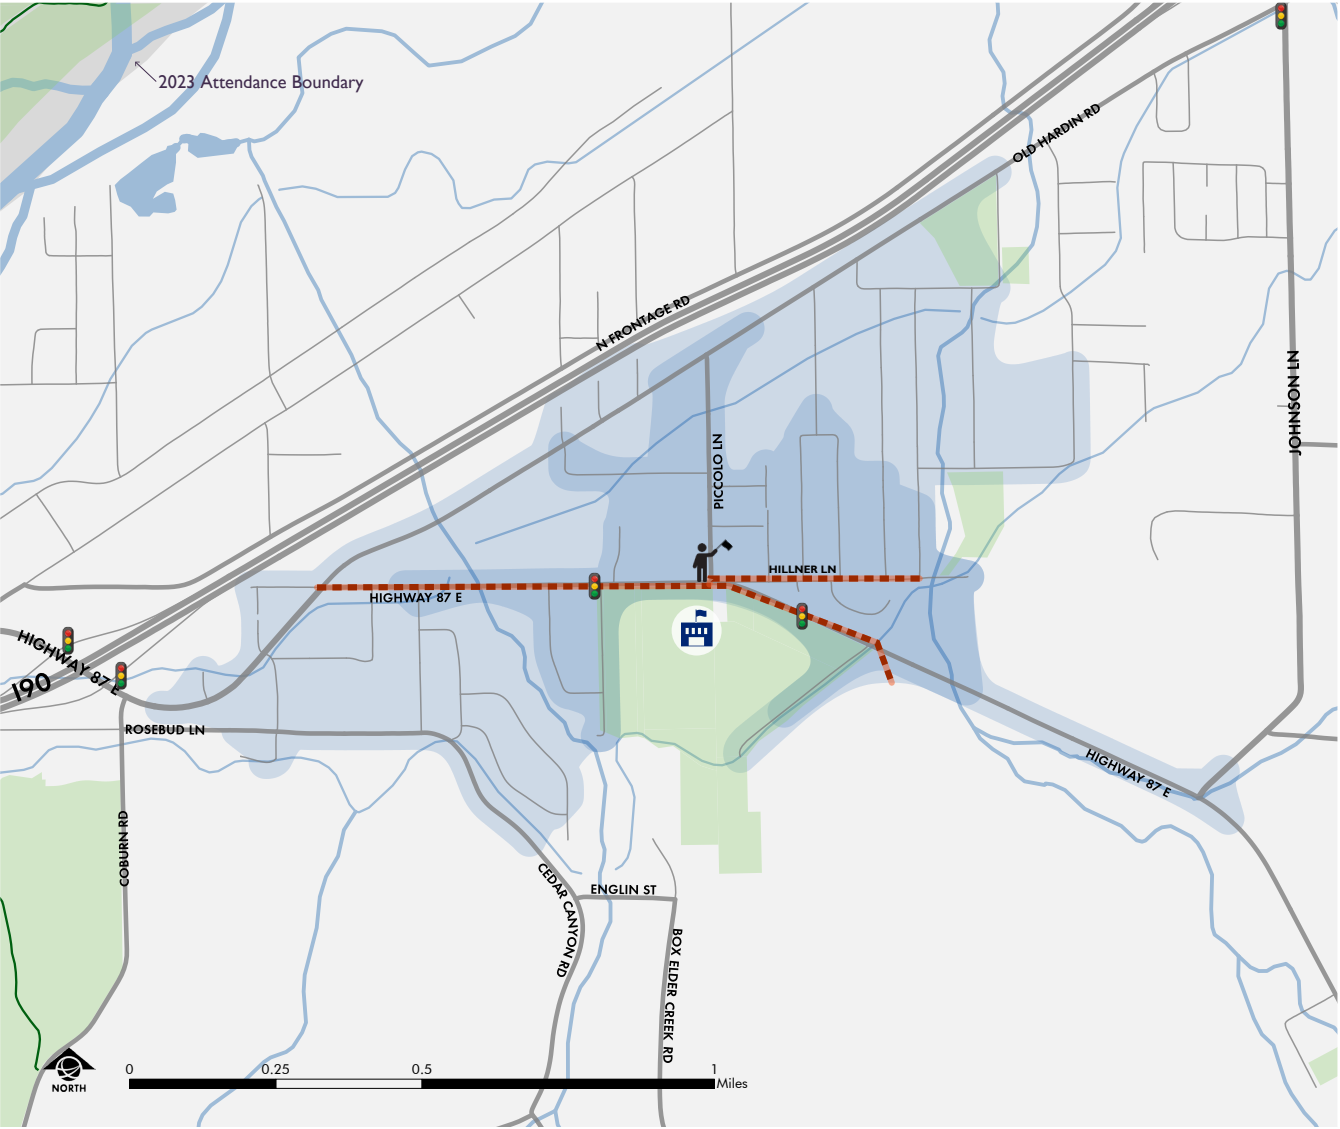 2023 Attendance Boundary
OLD HARDIN RD
N FRONTAGE RD
JOHNSON LN
PICCOLO LN
HILLNER LN
HIGHWAY 87 E
HIGHWAY 87 E
I90
ROSEBUD LN
HIGHWAY 87 E
COBURN RD
CEDAR CANYON RD
ENGLIN ST
BOX ELDER CREEK RD
NORTH
0 0.25 0.5 1
Miles